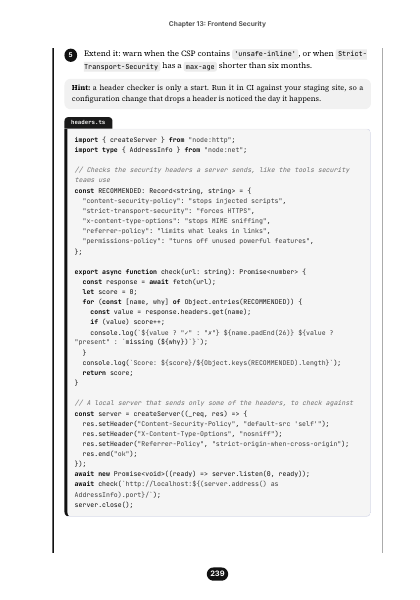 Chapter 13: Frontend Security
5 Extend it: warn when the CSP contains 'unsafe-inline', or when Strict-
Transport-Security has a max-age shorter than six months.
Hint: a header checker is only a start. Run it in CI against your staging site, so a
configuration change that drops a header is noticed the day it happens.
headers.ts
import { createServer } from "node:http";
import type { AddressInfo } from "node:net";
// Checks the security headers a server sends, like the tools security
teams use
const RECOMMENDED: Record<string, string> = {
"content-security-policy": "stops injected scripts",
"strict-transport-security": "forces HTTPS",
"x-content-type-options": "stops MIME sniffing",
"referrer-policy": "limits what leaks in links",
"permissions-policy": "turns off unused powerful features",
};
export async function check(url: string): Promise<number> {
const response = await fetch(url);
let score = 0;
for (const [name, why] of Object.entries(RECOMMENDED)) {
const value = response.headers.get(name);
if (value) score++;
console.log(`${value ? "✓" : "✗"} ${name.padEnd(26)} ${value ?
"present" : `missing (${why})`}`);
}
console.log(`Score: ${score}/${Object.keys(RECOMMENDED).length}`);
return score;
}
// A local server that sends only some of the headers, to check against
const server = createServer((_req, res) => {
res.setHeader("Content-Security-Policy", "default-src 'self'");
res.setHeader("X-Content-Type-Options", "nosniff");
res.setHeader("Referrer-Policy", "strict-origin-when-cross-origin");
res.end("ok");
});
await new Promise<void>((ready) => server.listen(0, ready));
await check(`http://localhost:${(server.address() as
AddressInfo).port}/`);
server.close();
239